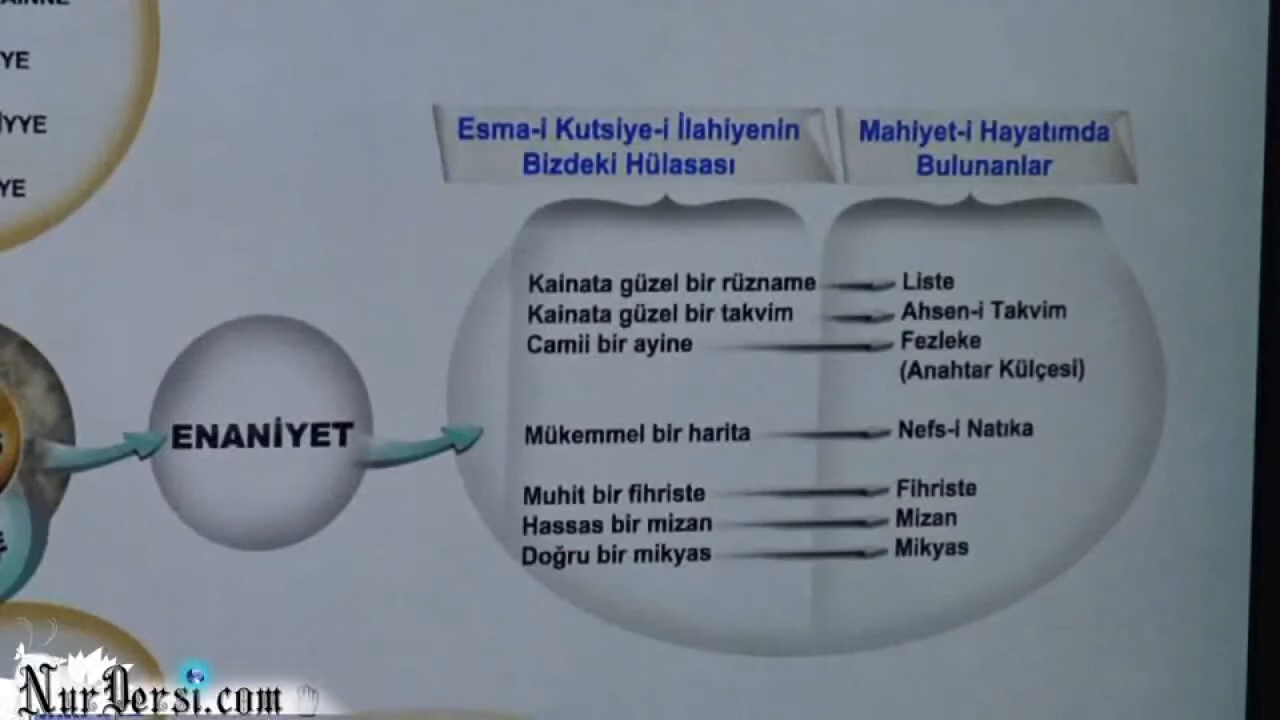 YE
İYYE
YE
Esma-i Kutsiye-i İlahiyenin
Bizdeki Hülasası
Mahiyet-i Hayatımda
Bulunanlar
Kainata güzel bir rüzname
Liste
Kainata güzel bir takvim
Ahsen-i Takvim
Camii bir ayine
Fezleke
(Anahtar Külçesi)
ENANİYET
Mükemmel bir harita
Nefs-i Natıka
Muhit bir fihriste
Fihriste
Hassas bir mizan
Mizan
Doğru bir mikyas
Mikyas
NurDersi.com